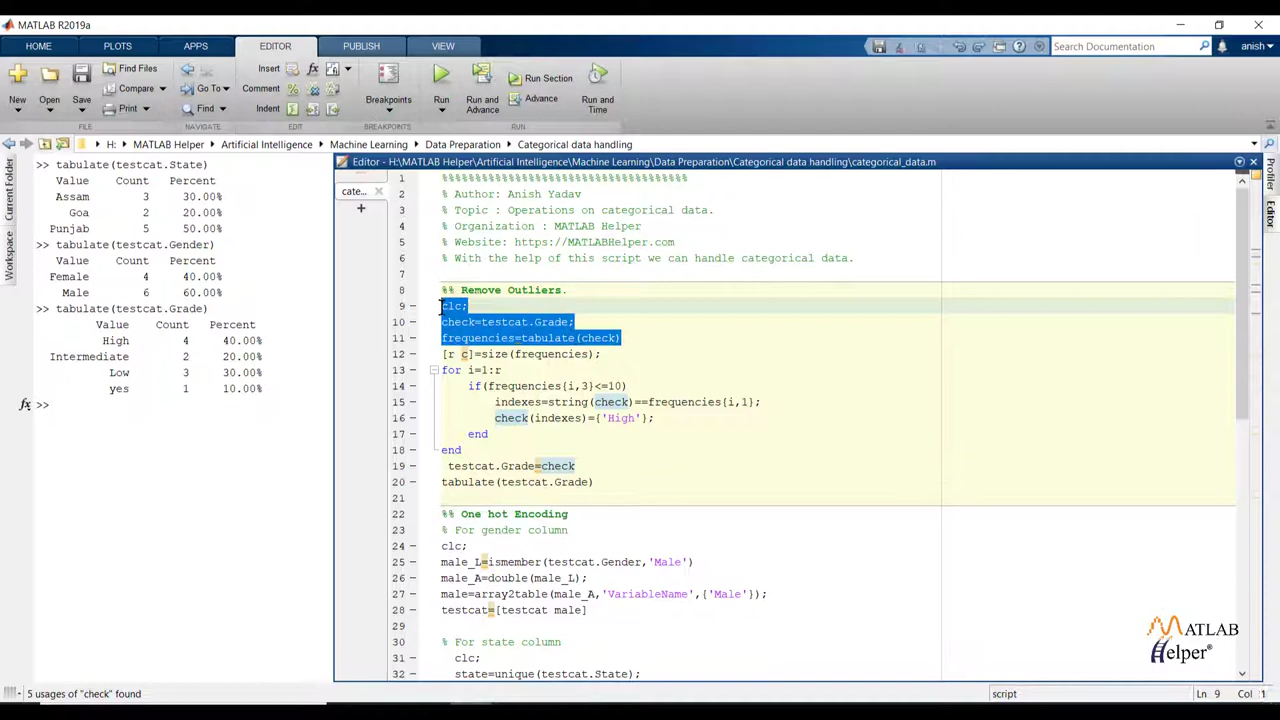 MATLAB R2019a
HOME PLOTS APPS EDITOR PUBLISH VIEW Search Documentation anish
New Open Save Find Files Compare Print Go To Find Insert fx Comment Indent Breakpoints Run Run and Advance Run Section Advance Run and Time
FILE NAVIGATE EDIT BREAKPOINTS RUN
H: MATLAB Helper Artificial Intelligence Machine Learning Data Preparation Categorical data handling
Current Folder
Workspace
>> tabulate(testcat.State)
Value Count Percent
Assam 3 30.00%
Goa 2 20.00%
Punjab 5 50.00%
>> tabulate(testcat.Gender)
Value Count Percent
Female 4 40.00%
Male 6 60.00%
>> tabulate(testcat.Grade)
Value Count Percent
High 4 40.00%
Intermediate 2 20.00%
Low 3 30.00%
yes 1 10.00%
fx >>
Editor - H:\MATLAB Helper\Artificial Intelligence\Machine Learning\Data Preparation\Categorical data handling\categorical_data.m
cate...
1 %%%%%%%%%%%%%%%%%%%%%%%%%%%%%%%%%%%%%
2 % Author: Anish Yadav
3 % Topic : Operations on categorical data.
4 % Organization : MATLAB Helper
5 % Website: https://MATLABHelper.com
6 % With the help of this script we can handle categorical data.
7
8 %% Remove Outliers.
9 clc;
10 check=testcat.Grade;
11 frequencies=tabulate(check)
12 [r c]=size(frequencies);
13 for i=1:r
14 if(frequencies{i,3}<=10)
15 indexes=string(check)==frequencies{i,1};
16 check(indexes)={'High'};
17 end
18 end
19 testcat.Grade=check
20 tabulate(testcat.Grade)
21
22 %% One hot Encoding
23 % For gender column
24 clc;
25 male_L=ismember(testcat.Gender,'Male')
26 male_A=double(male_L);
27 male=array2table(male_A,'VariableName',{'Male'});
28 testcat=[testcat male]
29
30 % For state column
31 clc;
32 state=unique(testcat.State);
Profiler
Editor
MATLAB
Helper®
5 usages of "check" found script Ln 9 Col 1